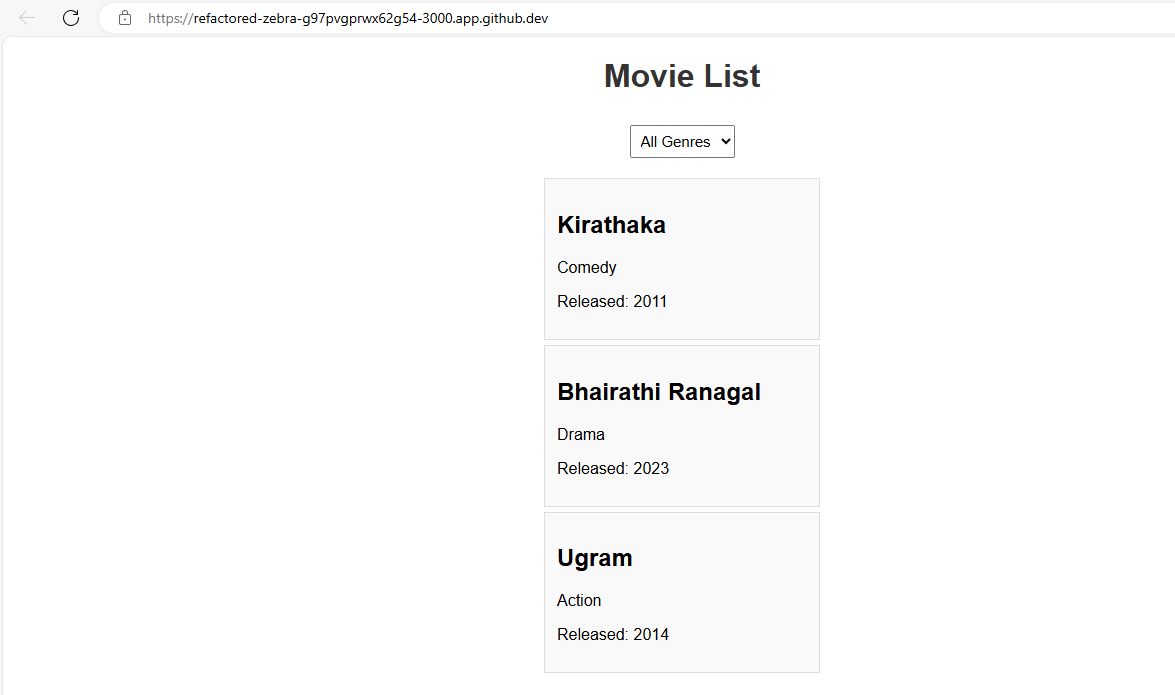 https://refactored-zebra-g97pvgprwx62g54-3000.app.github.dev
Movie List
All Genres
Kirathaka
Comedy
Released: 2011
Bhairathi Ranagal
Drama
Released: 2023
Ugram
Action
Released: 2014